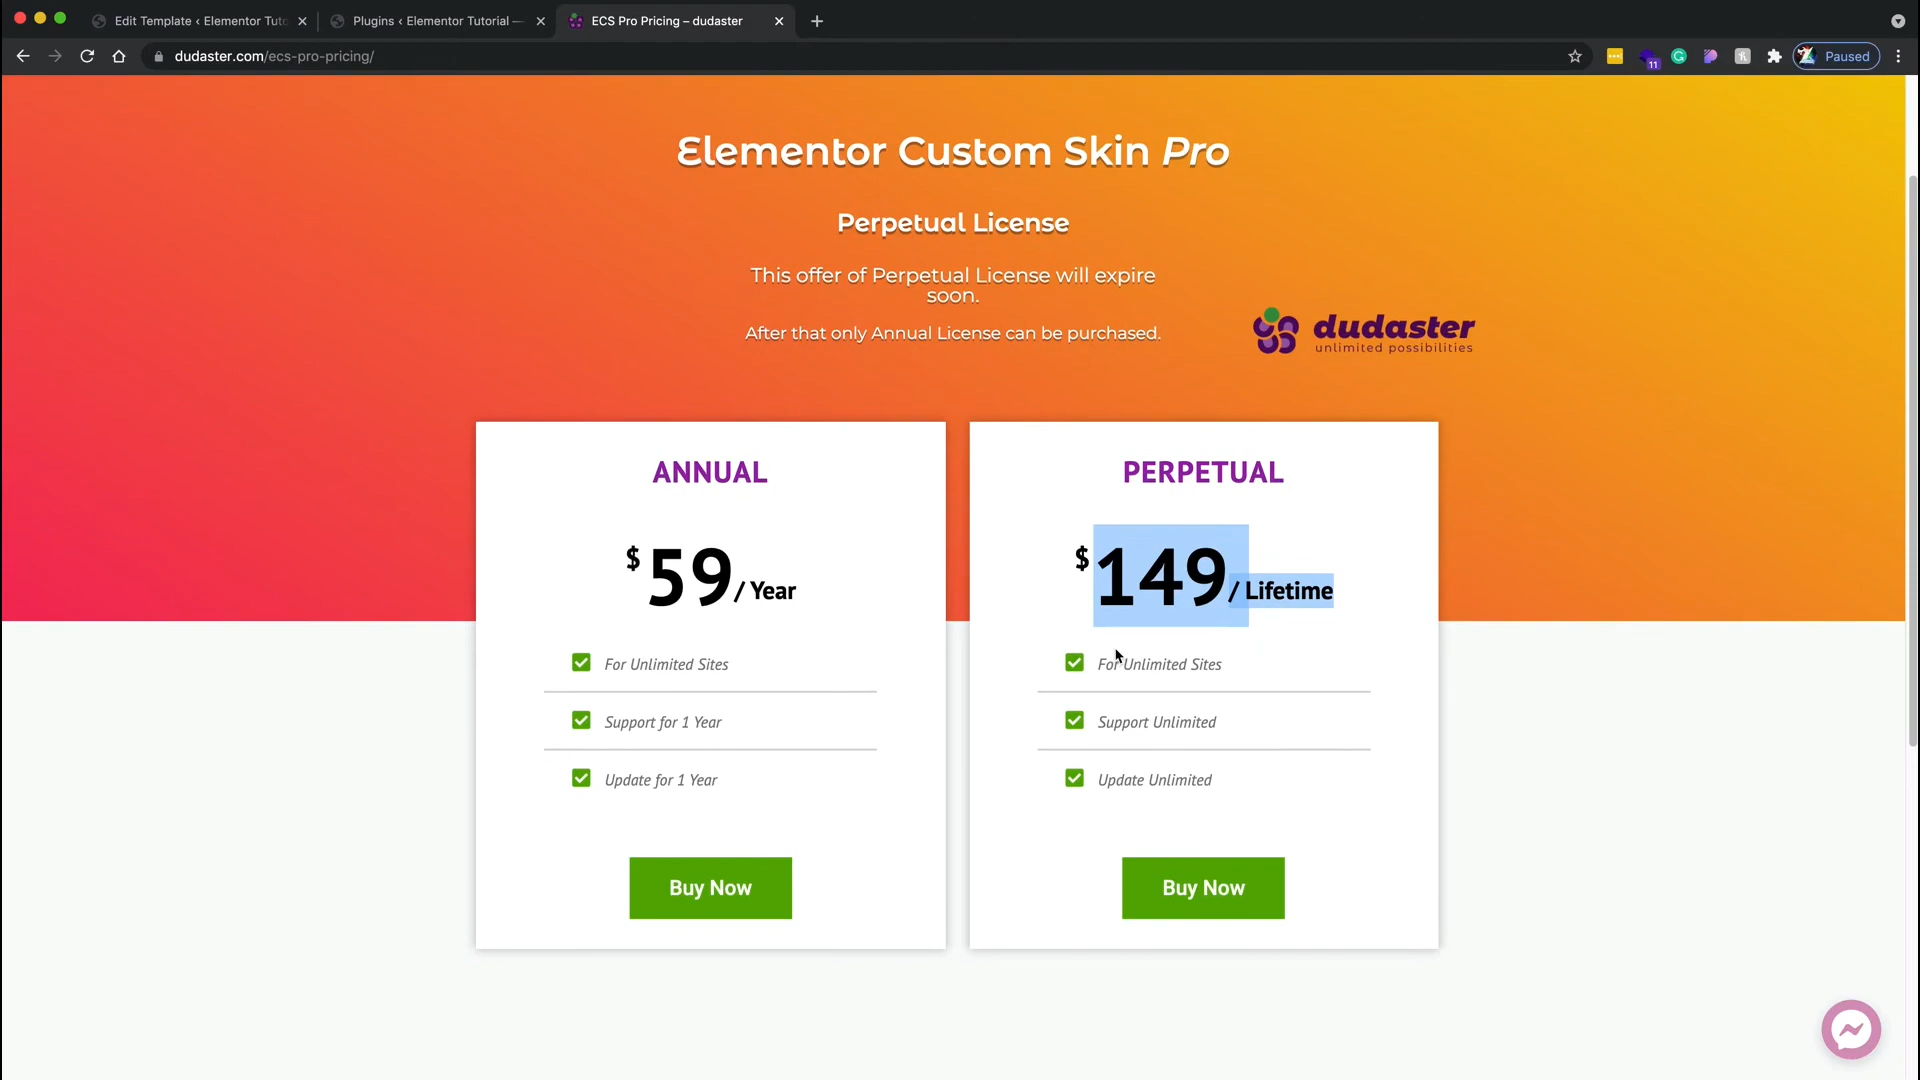 Edit Template ‹ Elementor Tuto
Plugins ‹ Elementor Tutorial —
ECS Pro Pricing – dudaster
dudaster.com/ecs-pro-pricing/
11
Paused
Elementor Custom Skin Pro
Perpetual License
This offer of Perpetual License will expire
soon.
After that only Annual License can be purchased.
dudaster
unlimited possibilities
ANNUAL
$59/ Year
For Unlimited Sites
Support for 1 Year
Update for 1 Year
Buy Now
PERPETUAL
$149/ Lifetime
For Unlimited Sites
Support Unlimited
Update Unlimited
Buy Now